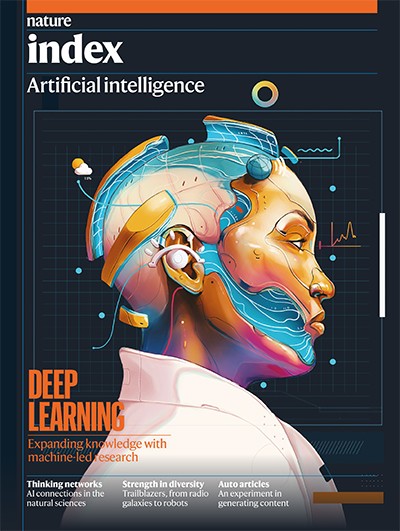 nature
index
Artificial intelligence
DEEP
LEARNING
Expanding knowledge with
machine-led research
Thinking networks
AI connections in the
natural sciences
Strength in diversity
Trailblazers, from radio
galaxies to robots
Auto articles
An experiment in
generating content